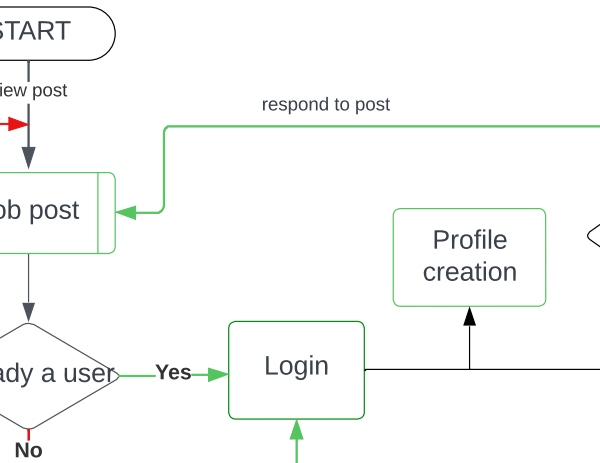 START
iew post
respond to post
ob post
Profile
creation
ady a user
Yes
Login
No